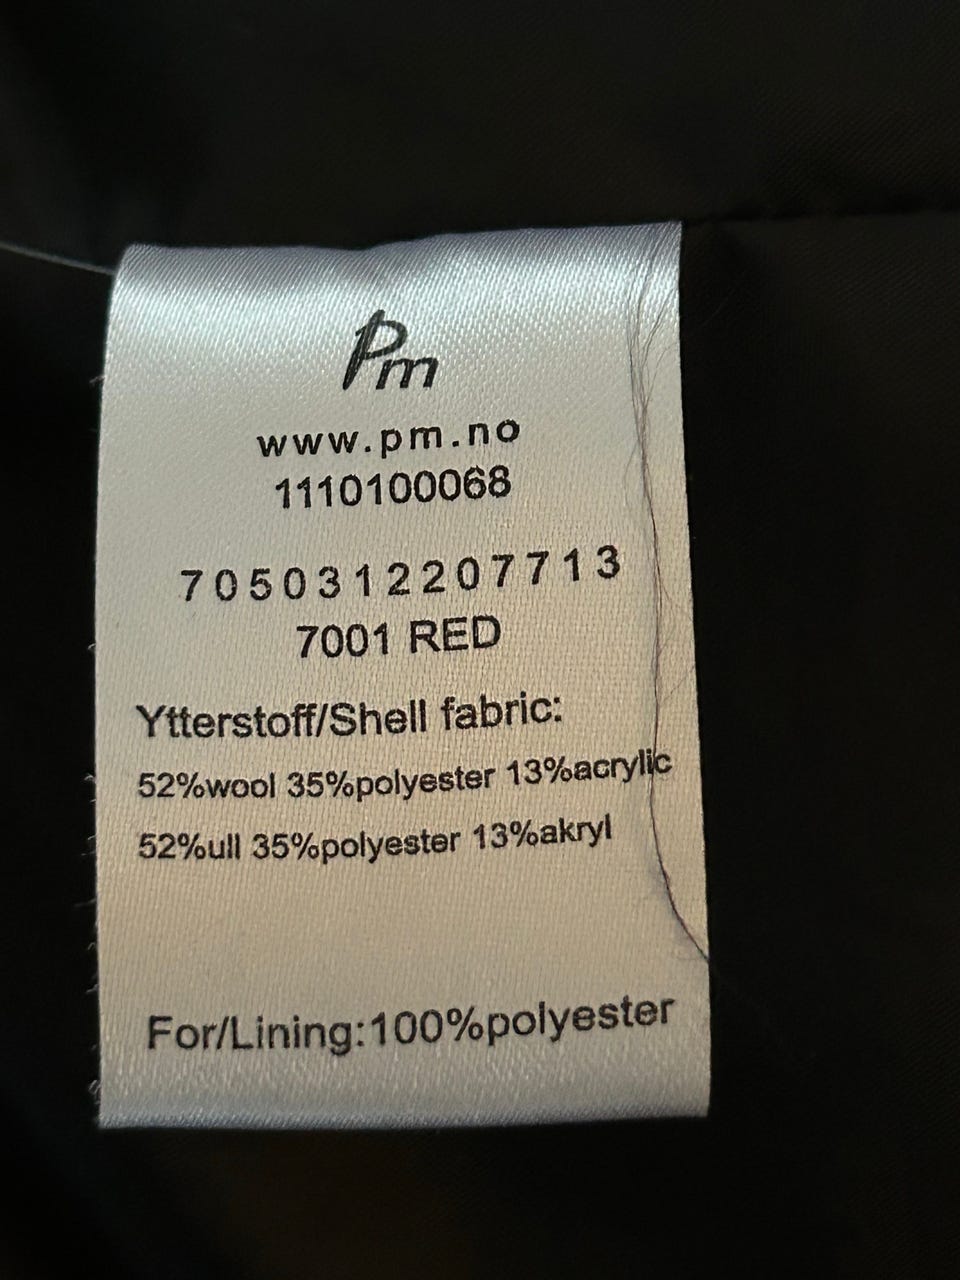 Pm
www.pm.no
1110100068
7050312207713
7001 RED
Ytterstoff/Shell fabric:
52%wool 35%polyester 13%acrylic
52%ull 35%polyester 13%akryl
For/Lining:100%polyester